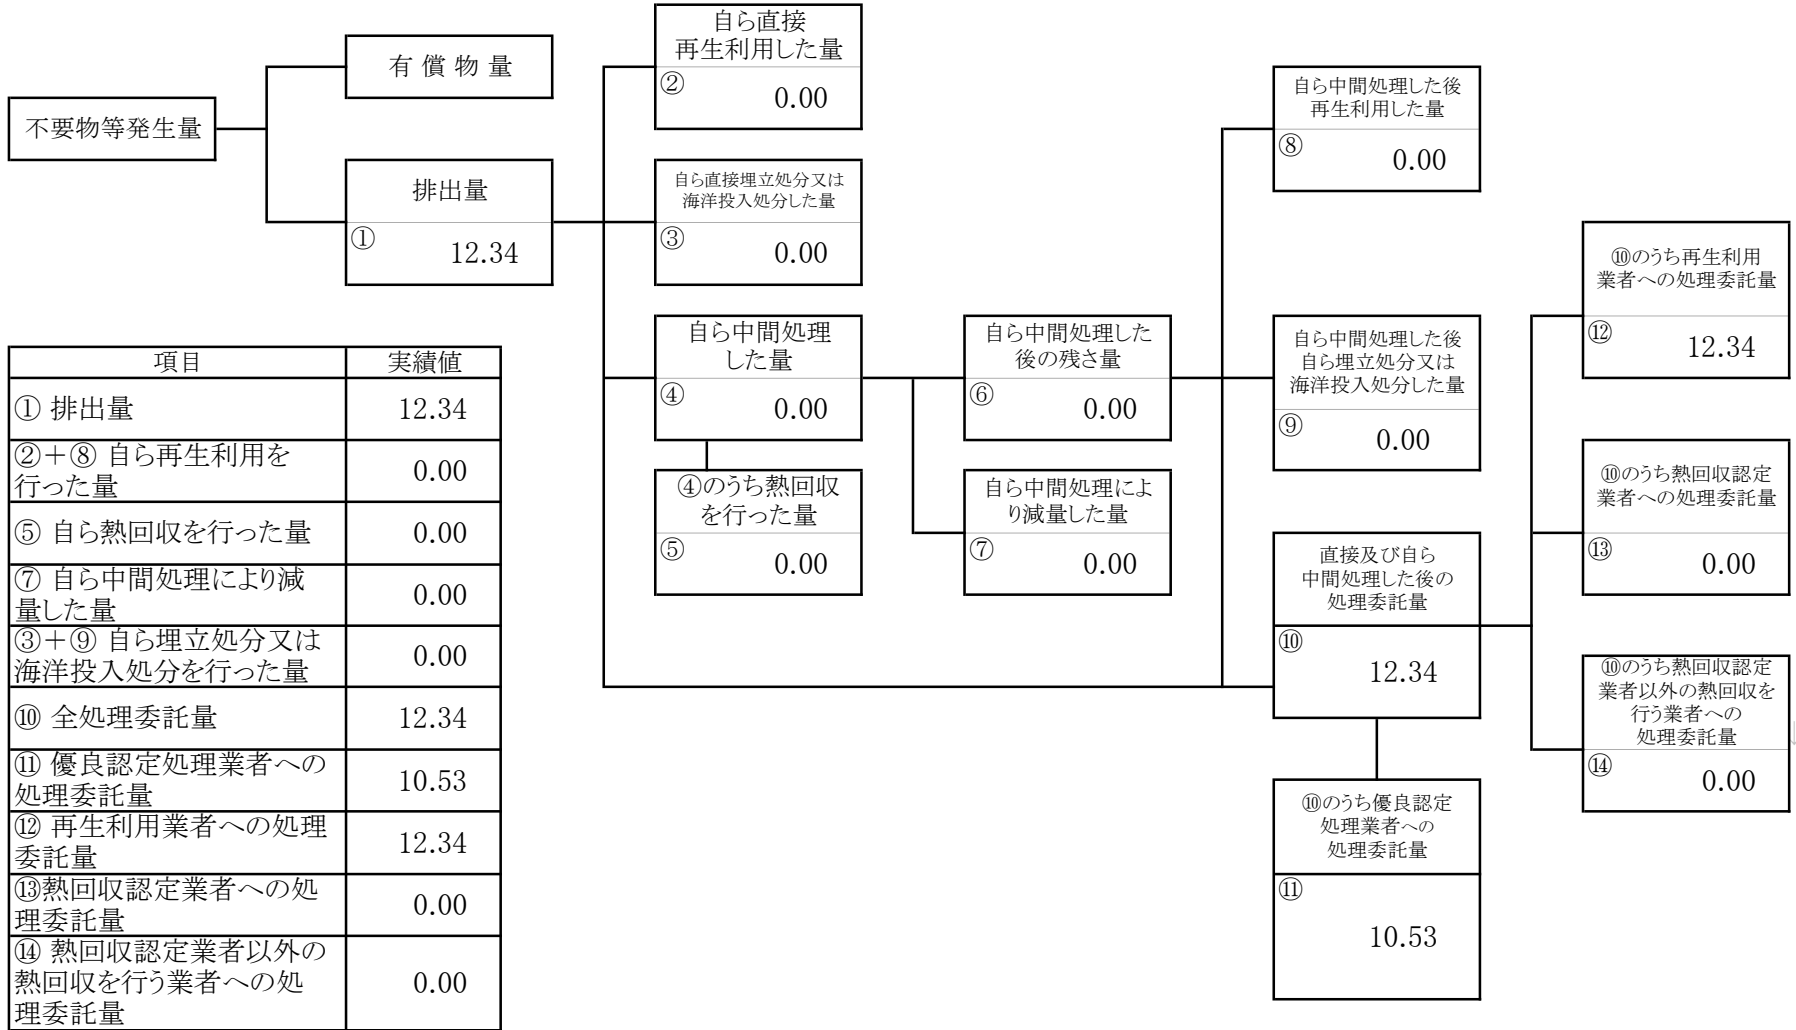 不要物等発生量
有 償 物 量
排出量
①
12.34
自ら直接
再生利用した量
②
0.00
自ら直接埋立処分又は
海洋投入処分した量
③
0.00
自ら中間処理
した量
④
0.00
④のうち熱回収
を行った量
⑤
0.00
自ら中間処理した
後の残さ量
⑥
0.00
自ら中間処理によ
り減量した量
⑦
0.00
自ら中間処理した後
再生利用した量
⑧
0.00
自ら中間処理した後
自ら埋立処分又は
海洋投入処分した量
⑨
0.00
直接及び自ら
中間処理した後の
処理委託量
⑩
12.34
⑩のうち優良認定
処理業者への
処理委託量
⑪
10.53
⑩のうち再生利用
業者への処理委託量
⑫
12.34
⑩のうち熱回収認定
業者への処理委託量
⑬
0.00
⑩のうち熱回収認定
業者以外の熱回収を
行う業者への
処理委託量
⑭
0.00
項目 実績値
① 排出量 12.34
②＋⑧ 自ら再生利用を
行った量 0.00
⑤ 自ら熱回収を行った量 0.00
⑦ 自ら中間処理により減
量した量 0.00
③＋⑨ 自ら埋立処分又は
海洋投入処分を行った量 0.00
⑩ 全処理委託量 12.34
⑪ 優良認定処理業者への
処理委託量 10.53
⑫ 再生利用業者への処理
委託量 12.34
⑬熱回収認定業者への処
理委託量 0.00
⑭ 熱回収認定業者以外の
熱回収を行う業者への処
理委託量 0.00